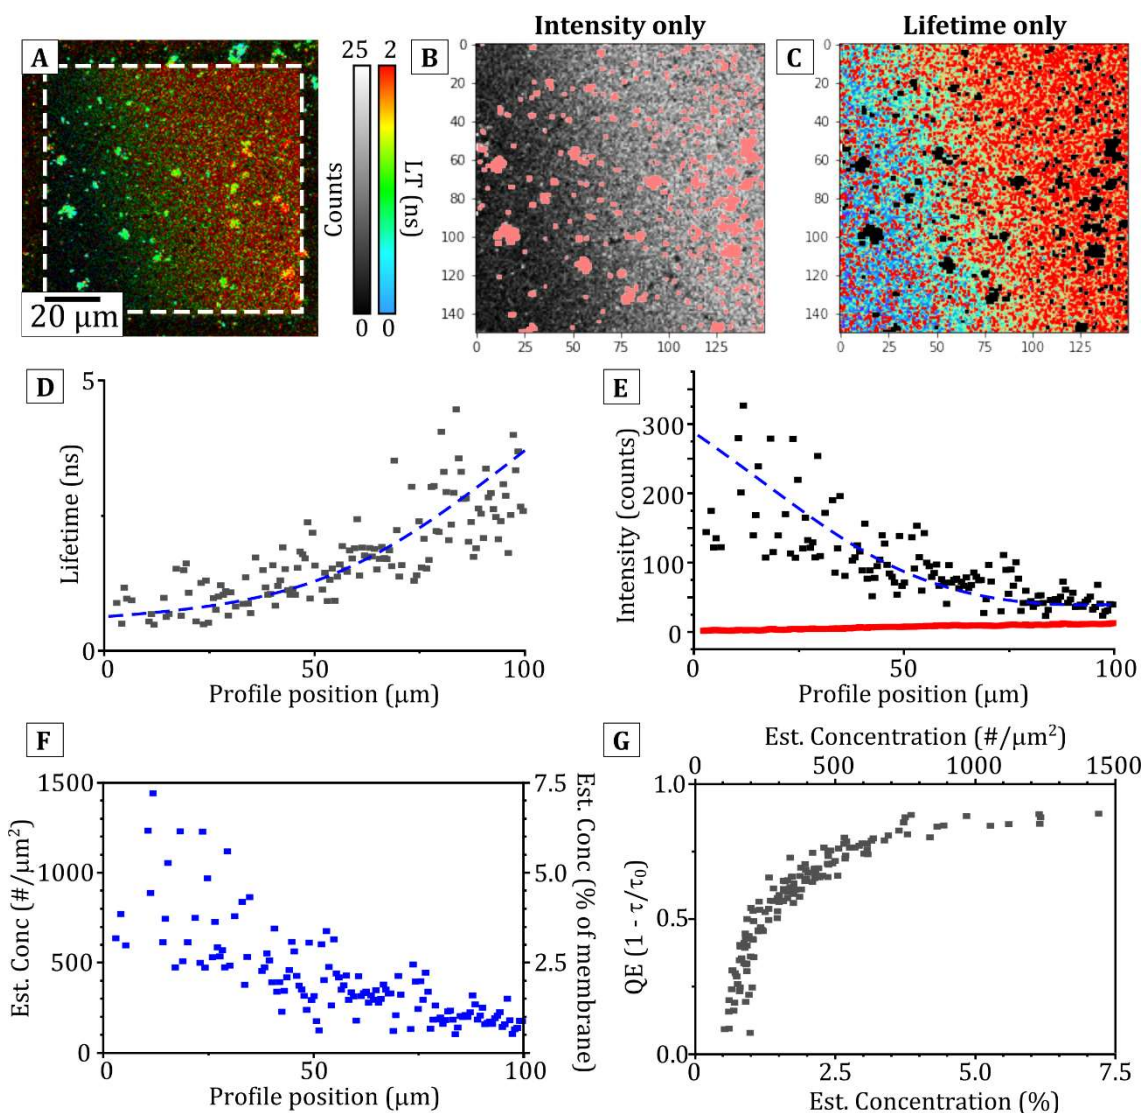 Intensity only
Lifetime only
A
25
2
Counts
LT (ns)
0
0
20 μm
B
0
20
40
60
80
100
120
140
0
25
50
75
100
125
C
0
20
40
60
80
100
120
140
0
25
50
75
100
125
D
5
0
Lifetime (ns)
0
50
100
Profile position (μm)
E
300
200
100
0
Intensity (counts)
0
50
100
Profile position (μm)
F
1500
1000
500
0
Est. Conc (#/μm²)
7.5
5.0
2.5
Est. Conc (% of membrane)
0
50
100
Profile position (μm)
G
Est. Concentration (#/μm²)
0
500
1000
1500
1.0
0.5
0.0
QE (1 - τ/τ₀)
0
2.5
5.0
7.5
Est. Concentration (%)